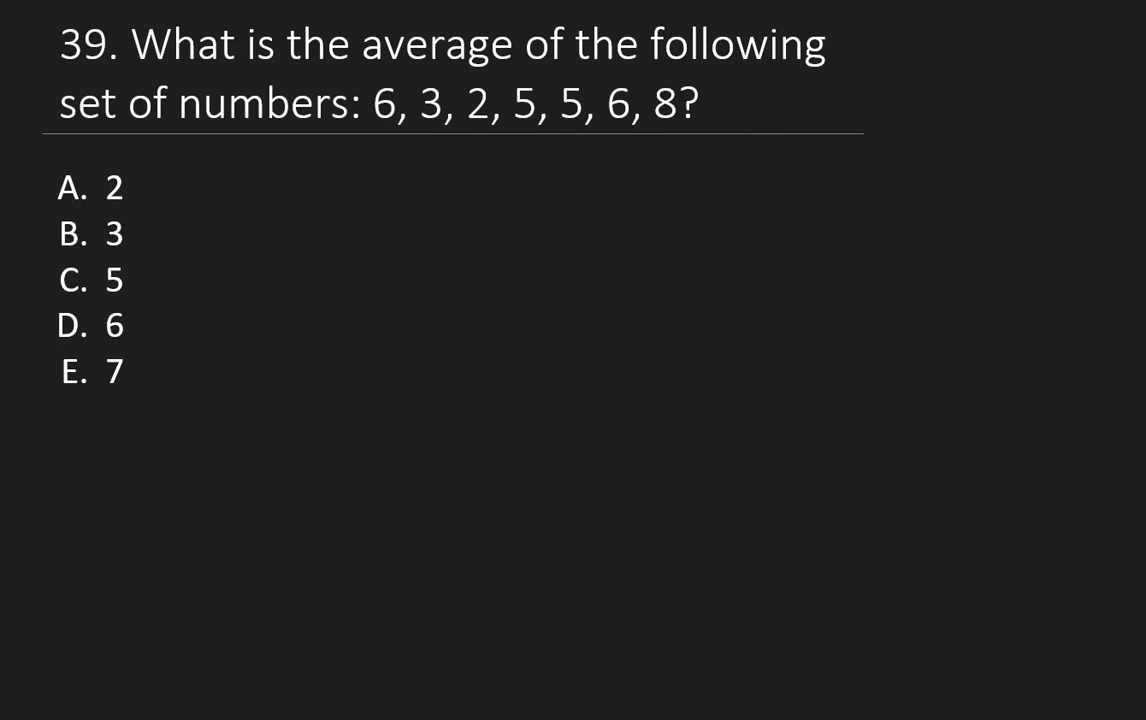 39. What is the average of the following
set of numbers: 6, 3, 2, 5, 5, 6, 8?
A. 2
B. 3
C. 5
D. 6
E. 7